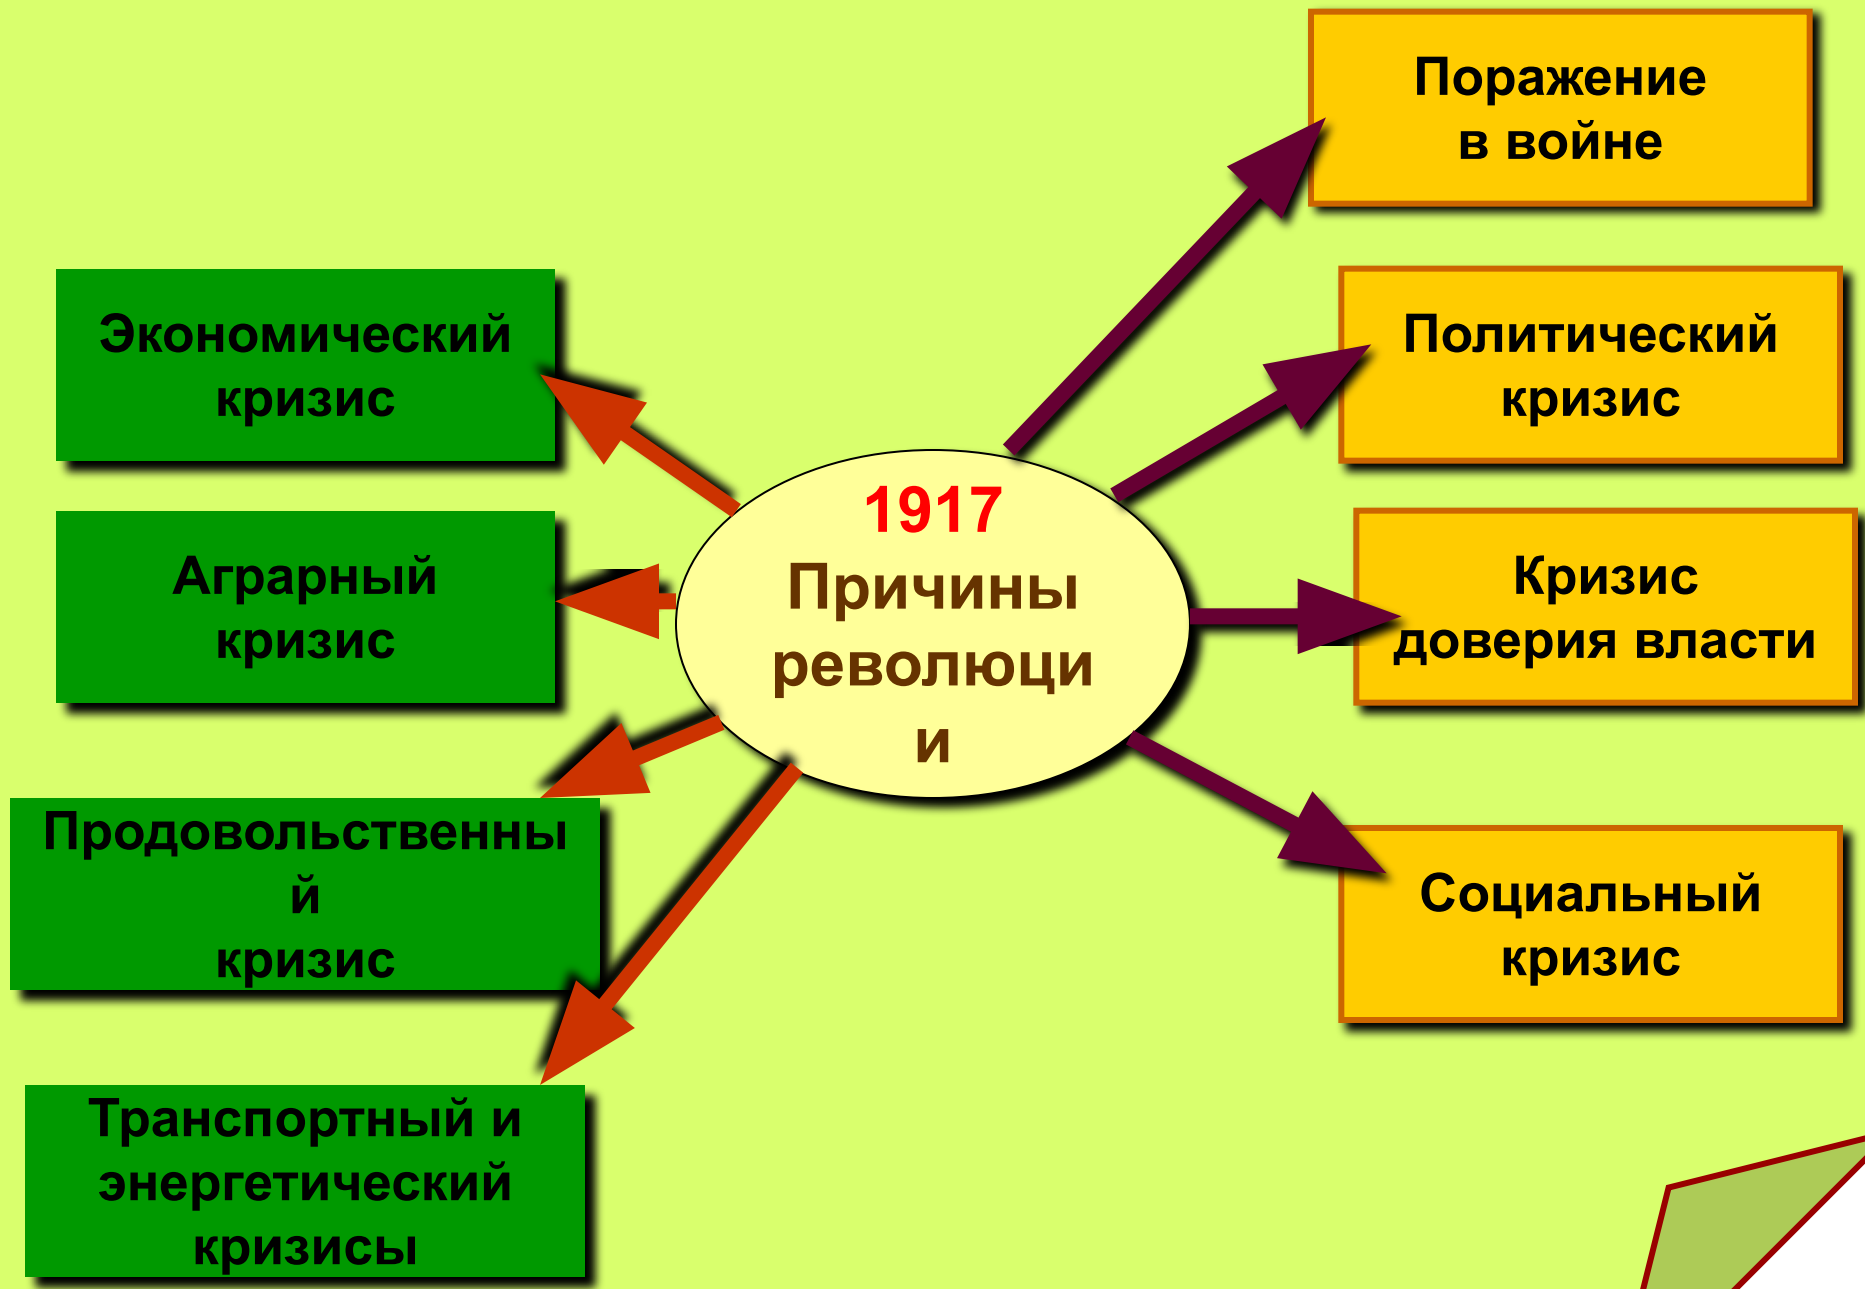 Поражение
в войне
Экономический
кризис
Политический
кризис
1917
Причины
революци
и
Аграрный
кризис
Кризис
доверия власти
Продовольственны
й
кризис
Социальный
кризис
Транспортный и
энергетический
кризисы